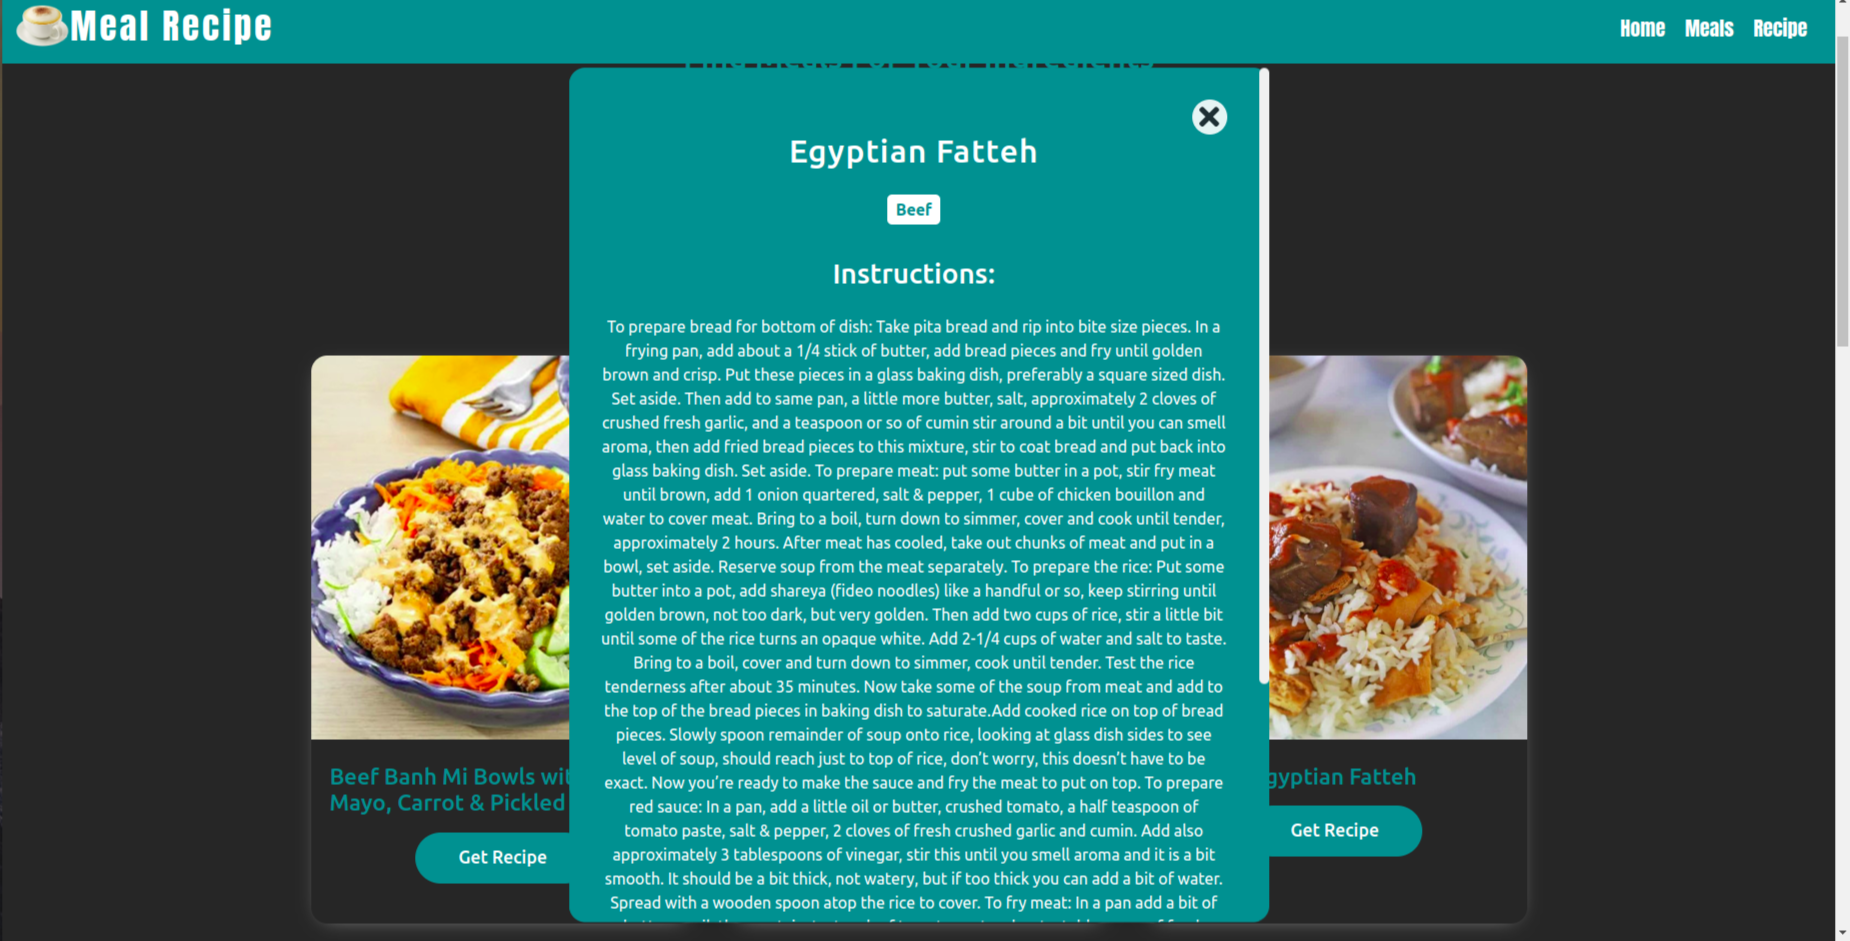 Meal Recipe
Home Meals Recipe
Find Meals For Your Ingredients
Egyptian Fatteh
Beef
Instructions:
To prepare bread for bottom of dish: Take pita bread and rip into bite size pieces. In a
frying pan, add about a 1/4 stick of butter, add bread pieces and fry until golden
brown and crisp. Put these pieces in a glass baking dish, preferably a square sized dish.
Set aside. Then add to same pan, a little more butter, salt, approximately 2 cloves of
crushed fresh garlic, and a teaspoon or so of cumin stir around a bit until you can smell
aroma, then add fried bread pieces to this mixture, stir to coat bread and put back into
glass baking dish. Set aside. To prepare meat: put some butter in a pot, stir fry meat
until brown, add 1 onion quartered, salt & pepper, 1 cube of chicken bouillon and
water to cover meat. Bring to a boil, turn down to simmer, cover and cook until tender,
approximately 2 hours. After meat has cooled, take out chunks of meat and put in a
bowl, set aside. Reserve soup from the meat separately. To prepare the rice: Put some
butter into a pot, add shareya (fideo noodles) like a handful or so, keep stirring until
golden brown, not too dark, but very golden. Then add two cups of rice, stir a little bit
until some of the rice turns an opaque white. Add 2-1/4 cups of water and salt to taste.
Bring to a boil, cover and turn down to simmer, cook until tender. Test the rice
tenderness after about 35 minutes. Now take some of the soup from meat and add to
the top of the bread pieces in baking dish to saturate.Add cooked rice on top of bread
pieces. Slowly spoon remainder of soup onto rice, looking at glass dish sides to see
level of soup, should reach just to top of rice, don’t worry, this doesn’t have to be
exact. Now you’re ready to make the sauce and fry the meat to put on top. To prepare
red sauce: In a pan, add a little oil or butter, crushed tomato, a half teaspoon of
tomato paste, salt & pepper, 2 cloves of fresh crushed garlic and cumin. Add also
approximately 3 tablespoons of vinegar, stir this until you smell aroma and it is a bit
smooth. It should be a bit thick, not watery, but if too thick you can add a bit of water.
Spread with a wooden spoon atop the rice to cover. To fry meat: In a pan add a bit of
Beef Banh Mi Bowls wit
Mayo, Carrot & Pickled
Get Recipe
gyptian Fatteh
Get Recipe